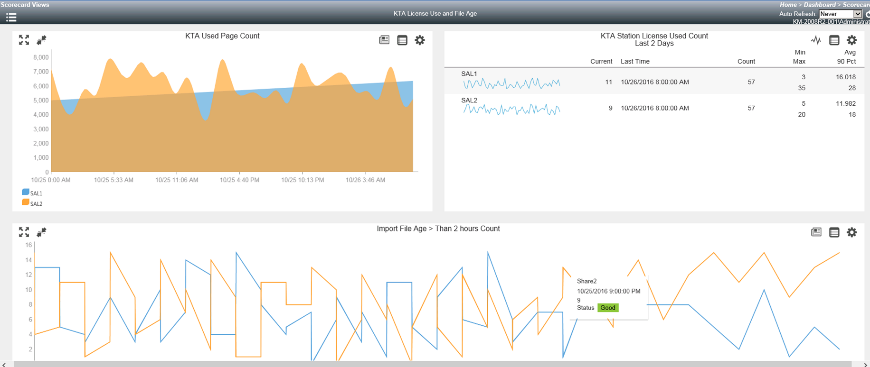 Scorecard Views
Home > Dashboard > Scorecard
KTA License Use and File Age
Auto Refresh Never
KTA Used Page Count
8,000
7,000
6,000
5,000
4,000
3,000
2,000
1,000
0
10/25 0:00 AM 10/25 5:33 AM 10/25 11:06 AM 10/25 4:40 PM 10/25 10:13 PM 10/26 3:46 AM
SAL1
SAL2
KTA Station License Used Count
Last 2 Days
Current Last Time Count Min Max Avg 90 Pct
SAL1
11 10/26/2016 8:00:00 AM 57 3 16.018
35 28
SAL2
9 10/26/2016 8:00:00 AM 57 5 11.982
20 18
Import File Age > Than 2 hours Count
16
14
12
10
8
6
4
2
Share2
10/25/2016 9:00:00 PM
9
Status Good